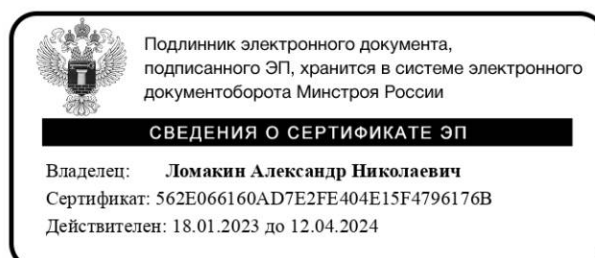 Подлинник электронного документа,
подписанного ЭП, хранится в системе электронного
документоборота Минстроя России
СВЕДЕНИЯ О СЕРТИФИКАТЕ ЭП
Владелец: Ломакин Александр Николаевич
Сертификат: 562E066160AD7E2FE404E15F4796176B
Действителен: 18.01.2023 до 12.04.2024